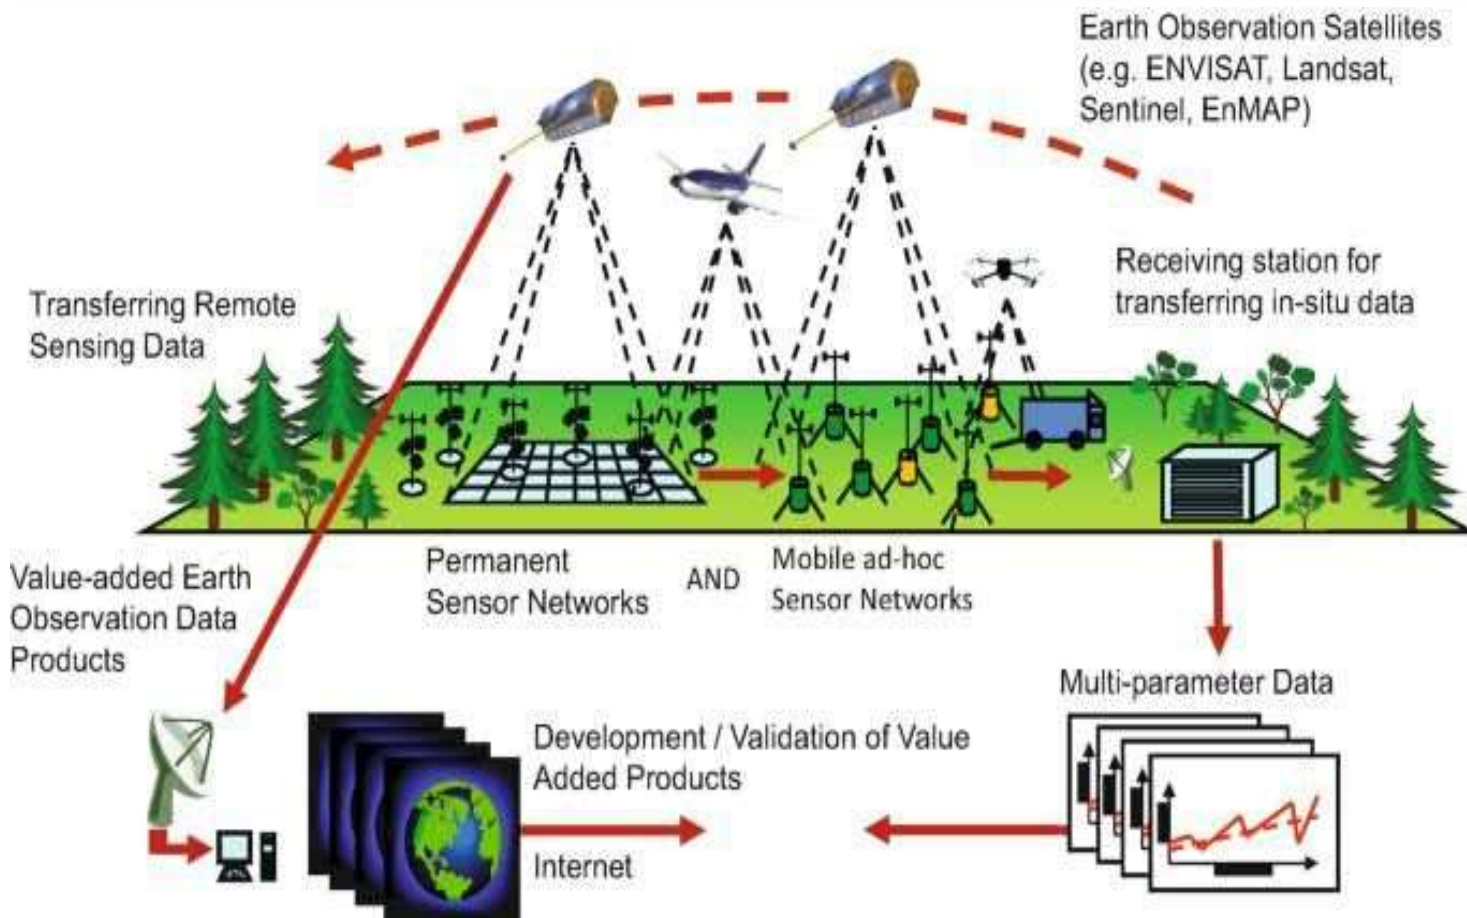 Earth Observation Satellites
(e.g. ENVISAT, Landsat,
Sentinel, EnMAP)
Receiving station for
transferring in-situ data
Transferring Remote
Sensing Data
Value-added Earth
Observation Data
Products
Permanent
Sensor Networks
AND
Mobile ad-hoc
Sensor Networks
Multi-parameter Data
Development / Validation of Value
Added Products
Internet